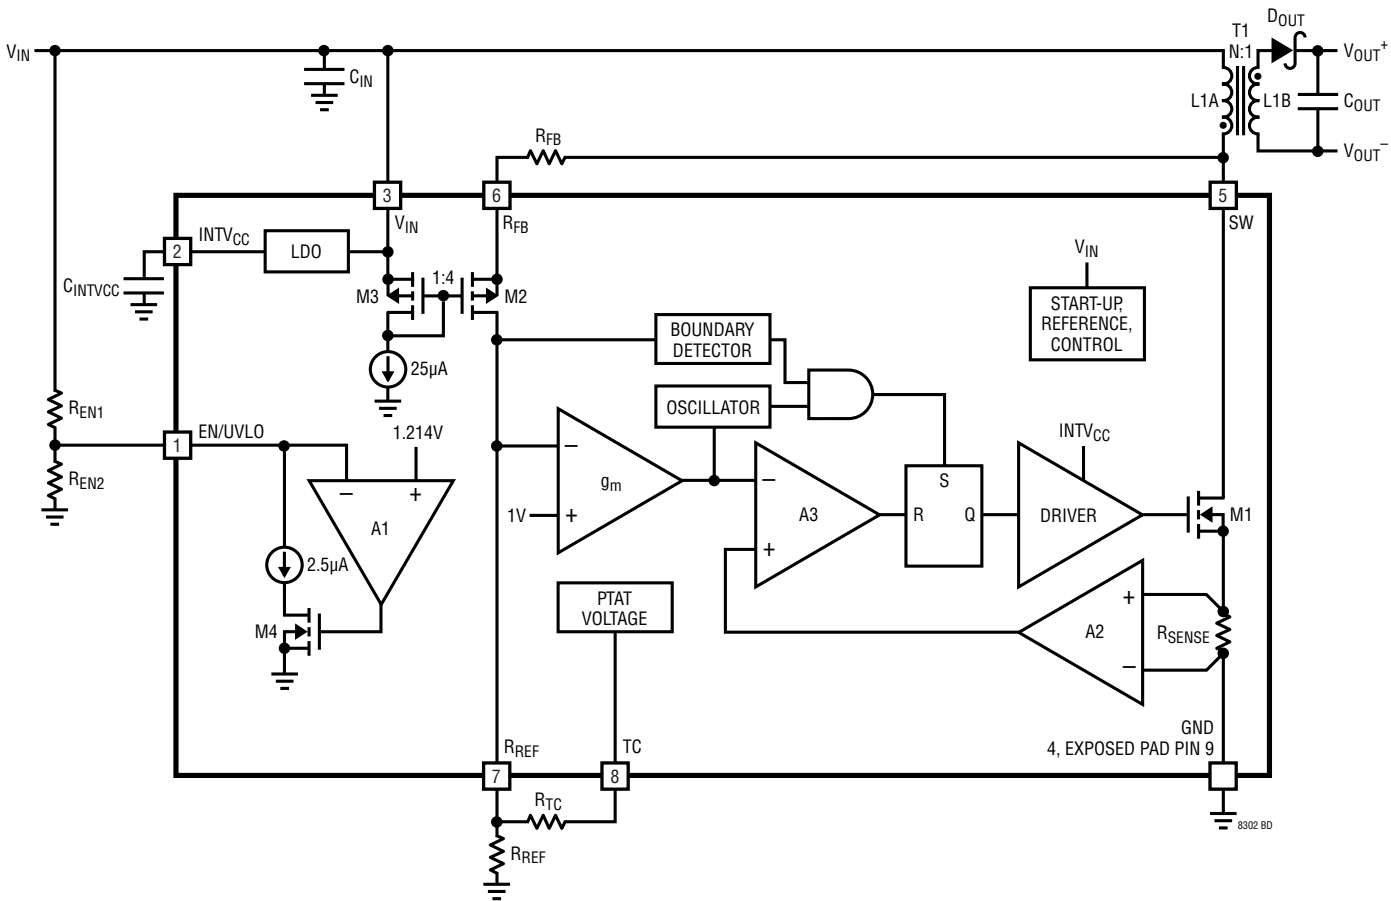 DOUT
T1
N:1
VIN
VOUT+
CIN
L1A
L1B
COUT
VOUT–
RFB
3
6
5
VIN
RFB
SW
INTVCC
2
LDO
VIN
1:4
CINTVCC
M3
M2
START-UP,
REFERENCE,
CONTROL
BOUNDARY
DETECTOR
25µA
OSCILLATOR
REN1
EN/UVLO
1.214V
INTVCC
1
REN2
–
+
A1
–
gm
1V
+
–
A3
+
S
R
Q
DRIVER
M1
2.5µA
PTAT
VOLTAGE
+
A2
–
RSENSE
M4
GND
4, EXPOSED PAD PIN 9
RREF
TC
7
8
RTC
8302 BD
RREF